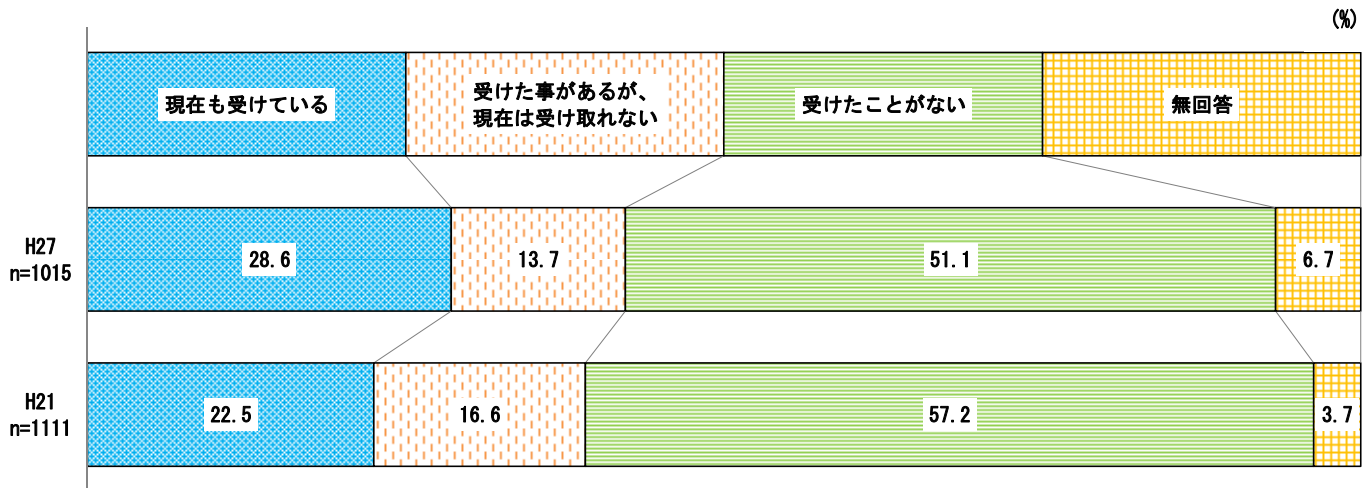 (%)
現在も受けている
受けた事があるが、
現在は受け取れない
受けたことがない
無回答
H27
n=1015
28.6
13.7
51.1
6.7
H21
n=1111
22.5
16.6
57.2
3.7